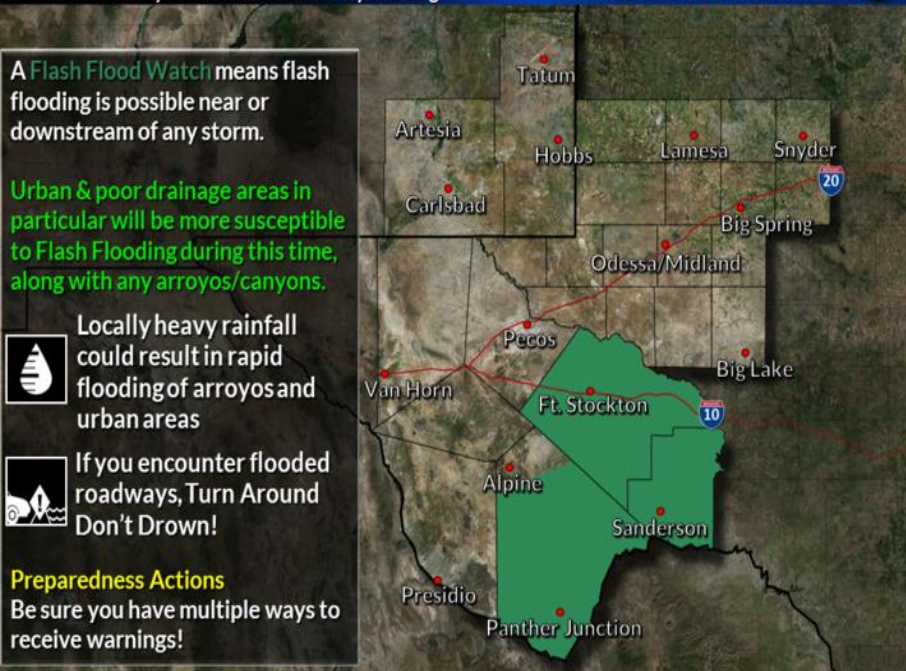 A Flash Flood Watch means flash
flooding is possible near or
downstream of any storm.
Urban & poor drainage areas in
particular will be more susceptible
to Flash Flooding during this time,
along with any arroyos/canyons.
Locally heavy rainfall
could result in rapid
flooding of arroyos and
urban areas
If you encounter flooded
roadways, Turn Around
Don't Drown!
Preparedness Actions
Be sure you have multiple ways to
receive warnings!
Tatum
Artesia
Hobbs
Lamesa
Snyder
20
Carlsbad
Big Spring
Odessa/Midland
Pecos
Big Lake
Van Horn
Ft. Stockton
10
Alpine
Sanderson
Presidio
Panther Junction